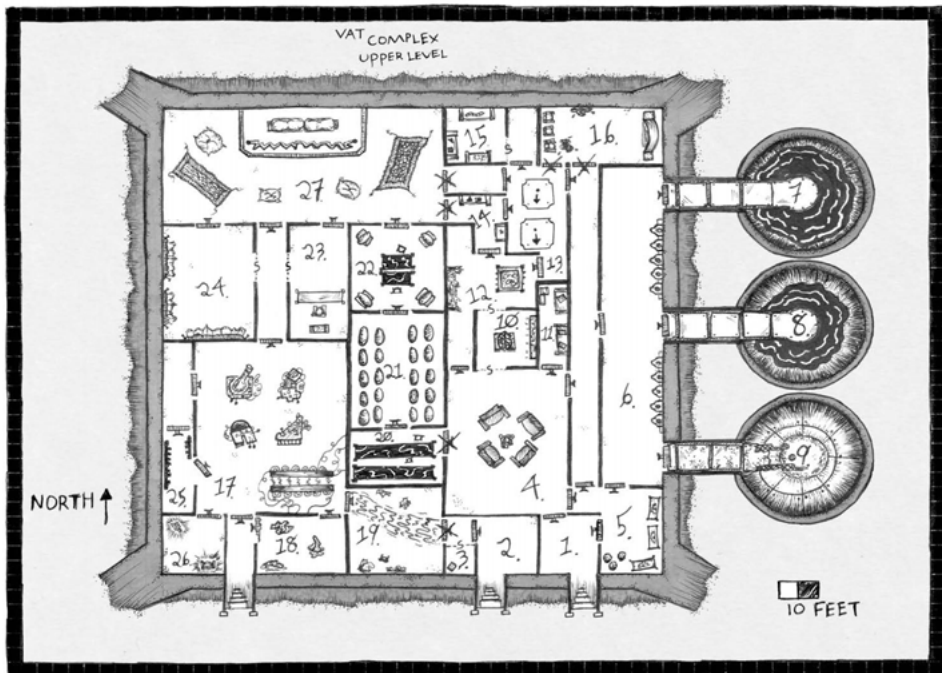 VAT COMPLEX
UPPER LEVEL
15.
16.
27.
14.
7
24.
23.
22.
12.
13.
10.
11.
8.
21.
6.
20.
9
NORTH
25.
17.
4.
26.
18.
19.
3
2.
1.
5.
S
S
S
S
S
S
10 FEET